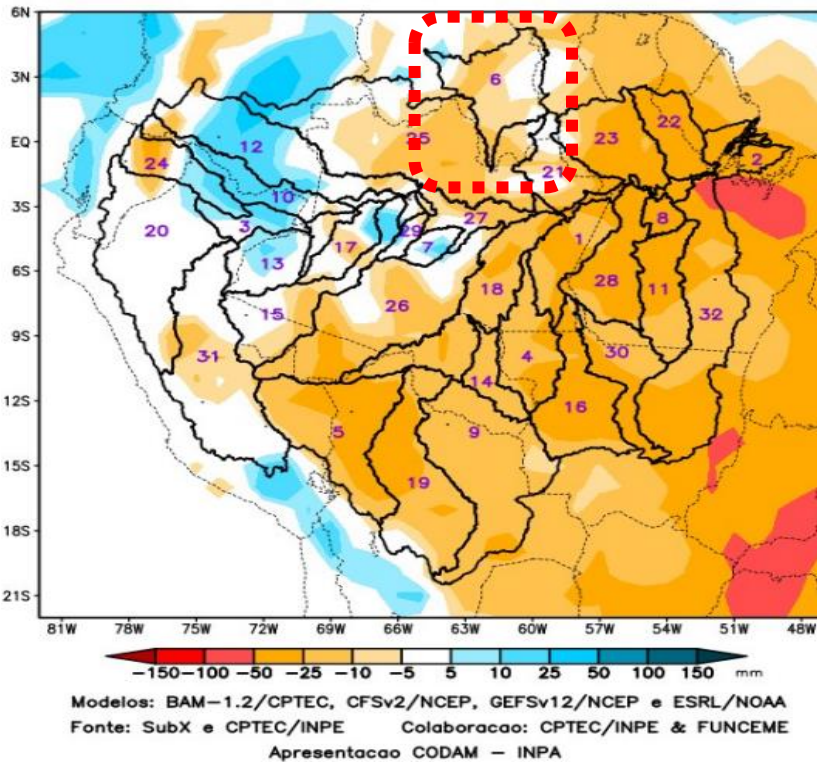 6N
3N
EQ
3S
6S
9S
12S
15S
18S
21S
6
12
25
23
22
24
21
2
10
27
8
20
3
29
17
7
1
13
18
28
11
15
26
32
31
4
30
14
16
5
9
19
81W 78W 75W 72W 69W 66W 63W 60W 57W 54W 51W 48W
-150 -100 -50 -25 -10 -5 5 10 25 50 100 150 mm
Modelos: BAM-1.2/CPTEC, CFSv2/NCEP, GEFSv12/NCEP e ESRL/NOAA
Fonte: SubX e CPTEC/INPE Colaboracao: CPTEC/INPE & FUNCEME
Apresentacao CODAM - INPA